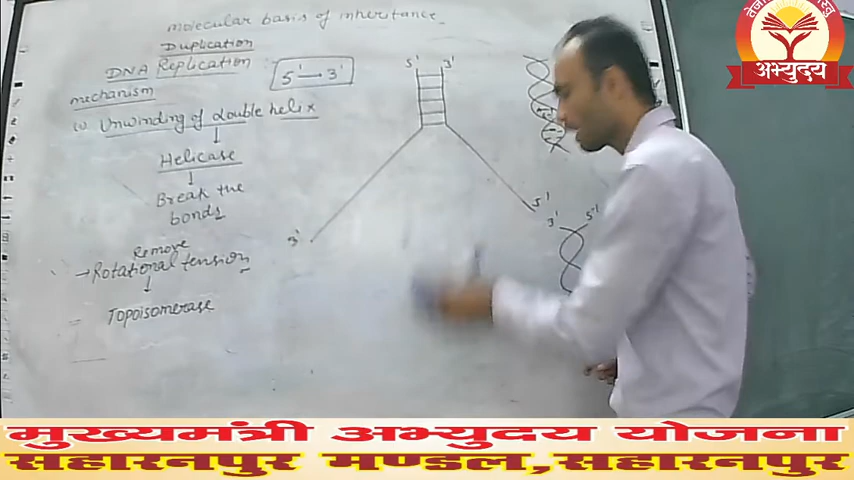 molecular basis of inheritance
Duplication
DNA Replication
mechanism
5' → 3'
(i) Unwinding of double helix
↓
Helicase
↓
Break the
bonds
Remove
→ Rotational tension
↓
Topoisomerase
5' 3'
3'
5'
3' 5'
अभ्युदय
मुख्यमंत्री अभ्युदय योजना
सहारनपुर मण्डल,सहारनपुर